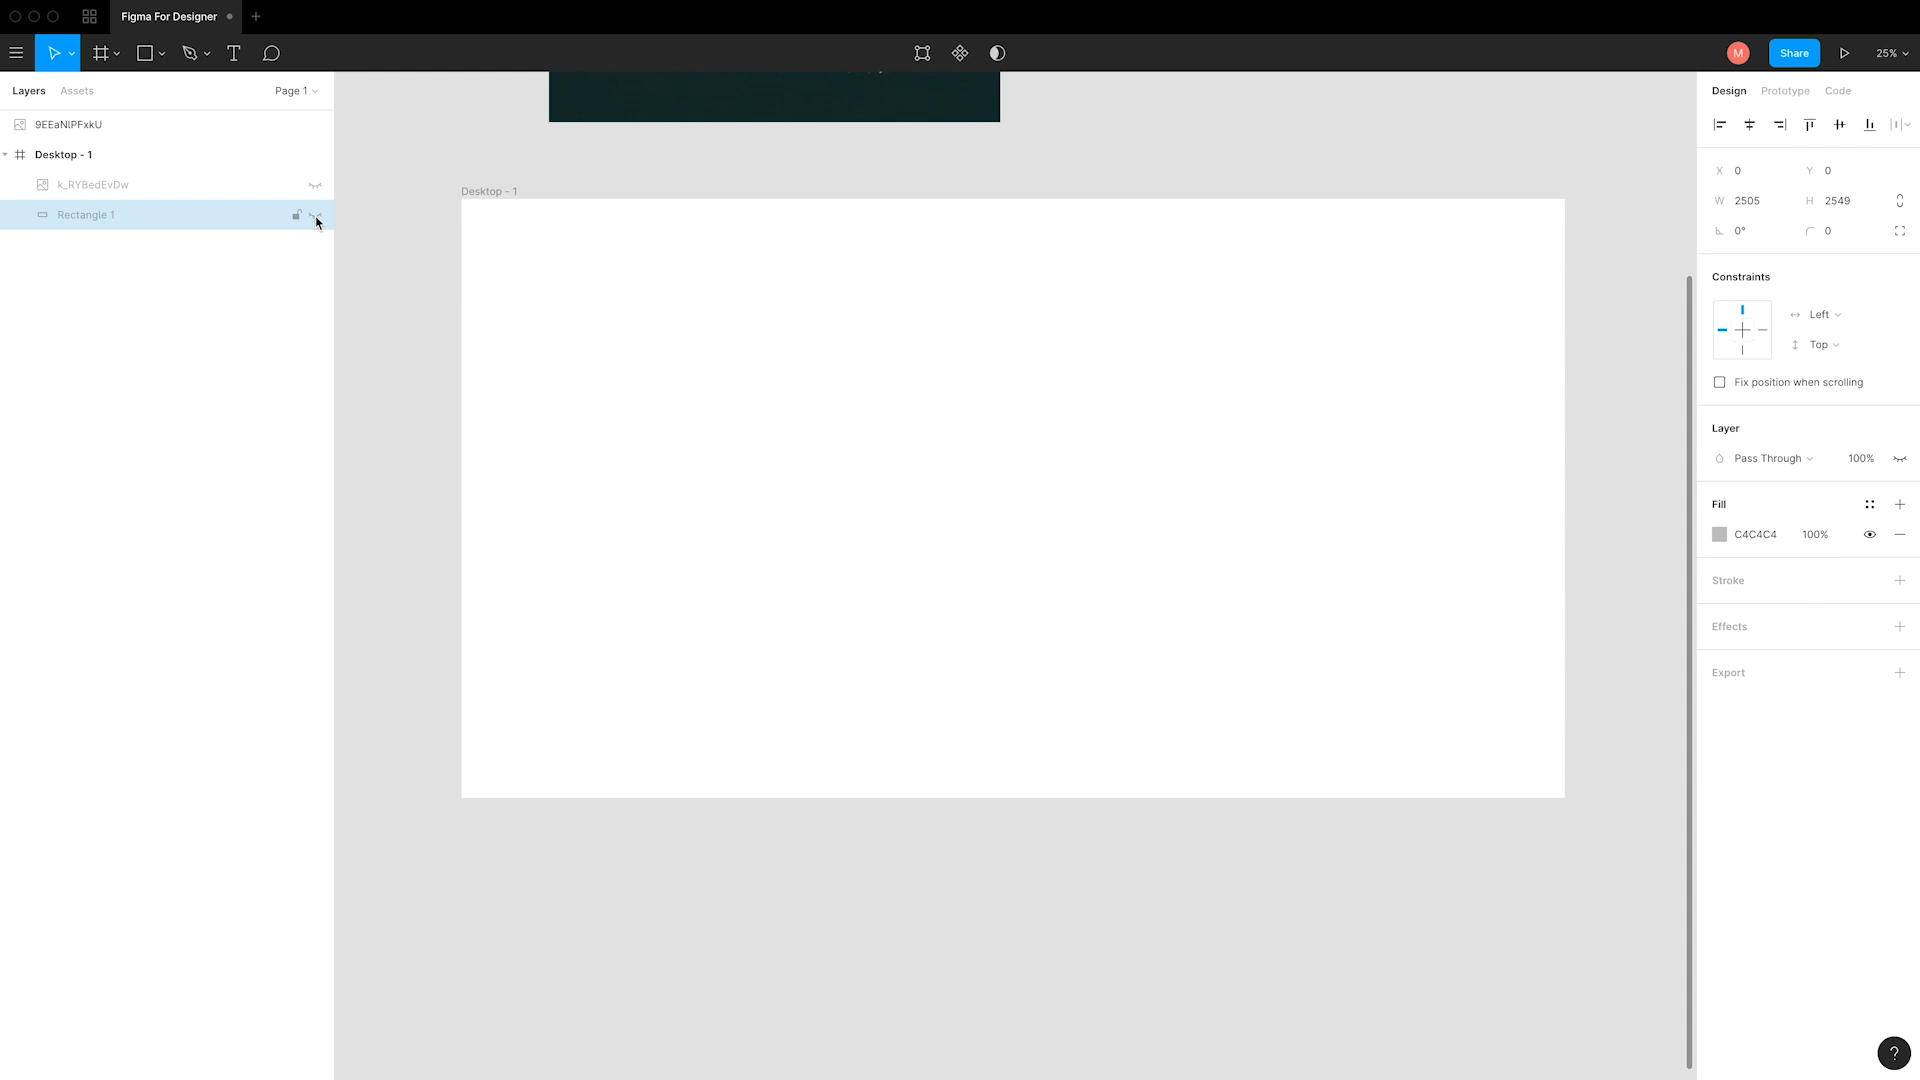 Figma For Designer
M
Share
25%
Layers
Assets
Page 1
Design
Prototype
Code
9EEaNlPFxkU
Desktop - 1
k_RYBedEvDw
Rectangle 1
Desktop - 1
X 0
Y 0
W 2505
H 2549
0°
0
Constraints
Left
Top
Fix position when scrolling
Layer
Pass Through
100%
Fill
C4C4C4
100%
Stroke
Effects
Export
?